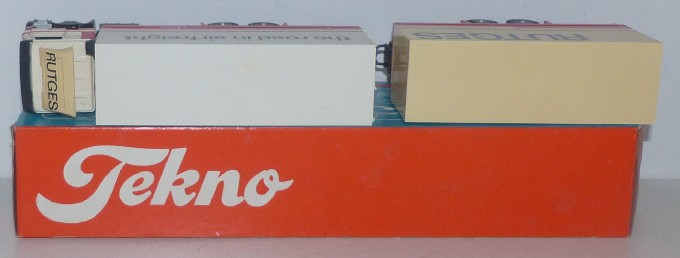 RUTGES
the road in airfreight
RUTGES
Tekno